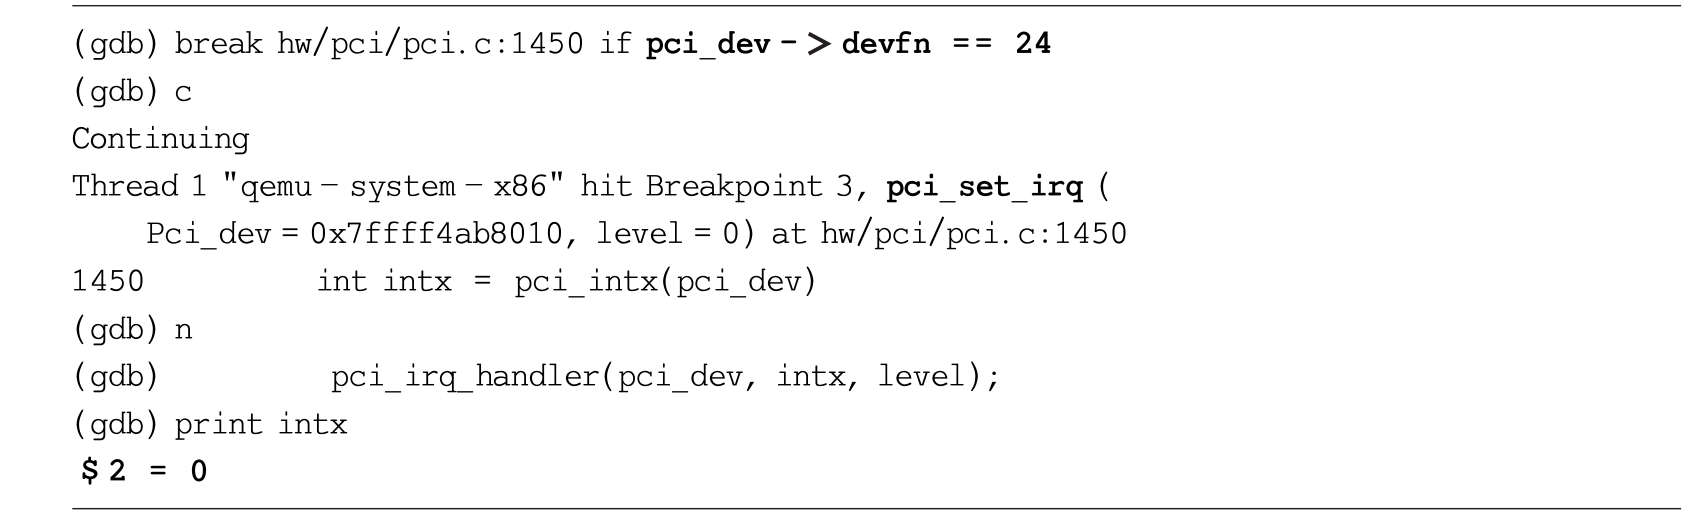 (gdb) break hw/pci/pci.c:1450 if pci_dev -> devfn == 24
(gdb) c
Continuing
Thread 1 "qemu-system-x86" hit Breakpoint 3, pci_set_irq (
Pci_dev = 0x7ffff4ab8010, level = 0) at hw/pci/pci.c:1450
1450 int intx = pci_intx(pci_dev)
(gdb) n
(gdb) pci_irq_handler(pci_dev, intx, level);
(gdb) print intx
$2 = 0